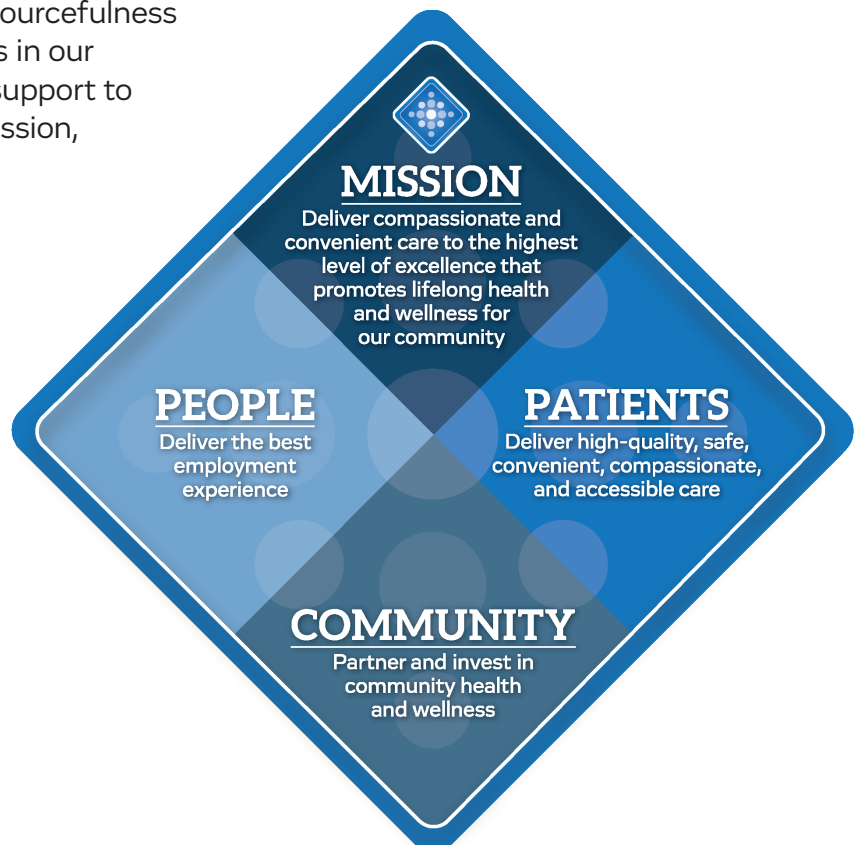 ourcefulness
s in our
support to
ssion,
MISSION
Deliver compassionate and
convenient care to the highest
level of excellence that
promotes lifelong health
and wellness for
our community
PEOPLE
Deliver the best
employment
experience
PATIENTS
Deliver high-quality, safe,
convenient, compassionate,
and accessible care
COMMUNITY
Partner and invest in
community health
and wellness